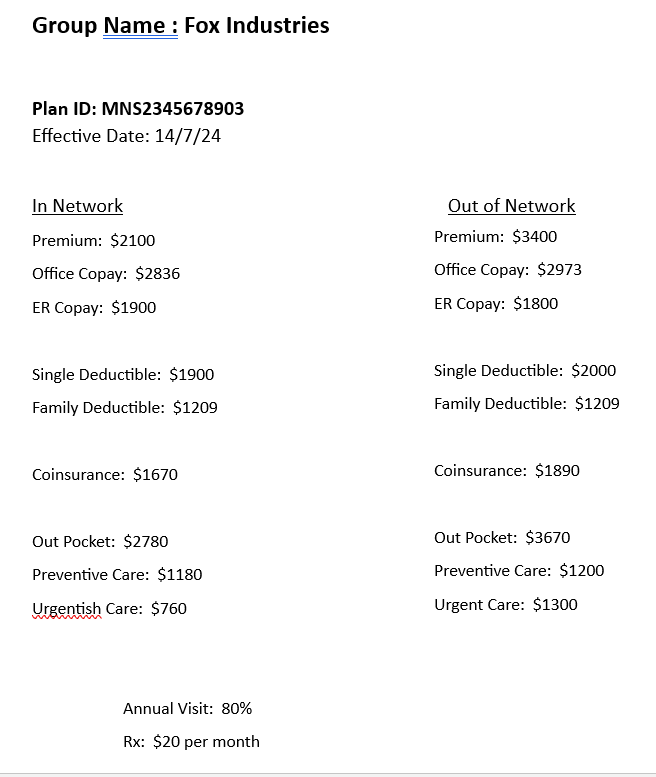 Group Name : Fox Industries
Plan ID: MNS2345678903
Effective Date: 14/7/24
In Network
Premium: $2100
Office Copay: $2836
ER Copay: $1900
Single Deductible: $1900
Family Deductible: $1209
Coinsurance: $1670
Out Pocket: $2780
Preventive Care: $1180
Urgentish Care: $760
Out of Network
Premium: $3400
Office Copay: $2973
ER Copay: $1800
Single Deductible: $2000
Family Deductible: $1209
Coinsurance: $1890
Out Pocket: $3670
Preventive Care: $1200
Urgent Care: $1300
Annual Visit: 80%
Rx: $20 per month